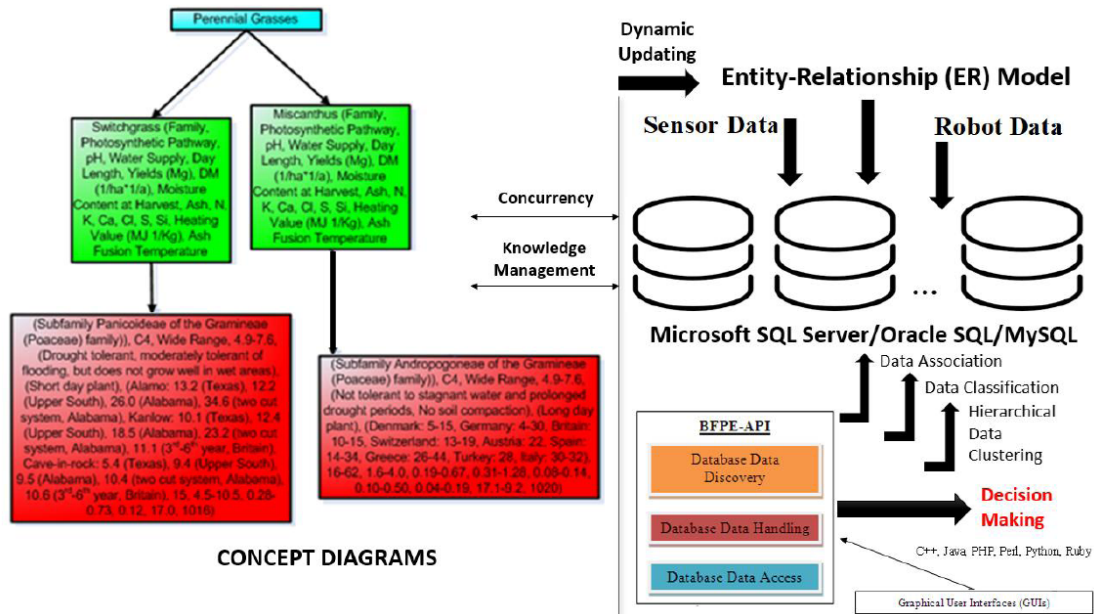 Perennial Grasses
Switchgrass (Family,
Photosynthetic Pathway,
pH, Water Supply, Day
Length, Yields (Mg), DM
(1/ha*1/a), Moisture
Content at Harvest, Ash, N,
K, Ca, Cl, S, Si, Heating
Value (MJ 1/Kg), Ash
Fusion Temperature
Miscanthus (Family,
Photosynthetic Pathway,
pH, Water Supply, Day
Length, Yields (Mg), DM
(1/ha*1/a), Moisture
Content at Harvest, Ash, N,
K, Ca, Cl, S, Si, Heating
Value (MJ 1/Kg), Ash
Fusion Temperature
(Subfamily Panicoideae of the Gramineae
(Poaceae) family)), C4, Wide Range, 4.9-7.6,
(Drought tolerant, moderately tolerant of
flooding, but does not grow well in wet areas),
(Short day plant), (Alamo: 13.2 (Texas), 12.2
(Upper South), 26.0 (Alabama), 34.6 (two cut
system, Alabama), Kanlow: 10.1 (Texas), 12.4
(Upper South), 18.5 (Alabama), 23.2 (two cut
system, Alabama), 11.1 (3rd-6th year, Britain),
Cave-in-rock: 5.4 (Texas), 9.4 (Upper South),
9.5 (Alabama), 10.4 (two cut system, Alabama),
10.6 (3rd-6th year, Britain), 15, 4.5-10.5, 0.28-
0.73, 0.12, 17.0, 1016)
(Subfamily Andropogoneae of the Gramineae
(Poaceae) family)), C4, Wide Range, 4.9-7.6,
(Not tolerant to stagnant water and prolonged
drought periods, No soil compaction), (Long day
plant), (Denmark: 5-15, Germany: 4-30, Britain:
10-15, Switzerland: 13-19, Austria: 22, Spain:
14-34, Greece: 26-44, Turkey: 28, Italy: 30-32),
16-62, 1.6-4.0, 0.19-0.67, 0.31-1.28, 0.08-0.14,
0.10-0.50, 0.04-0.19, 17.1-9.2, 1020)
CONCEPT DIAGRAMS
Concurrency
Knowledge
Management
Dynamic
Updating
Entity-Relationship (ER) Model
Sensor Data
Robot Data
...
Microsoft SQL Server/Oracle SQL/MySQL
Data Association
Data Classification
Hierarchical
Data
Clustering
BFPE-API
Database Data
Discovery
Database Data Handling
Database Data Access
Decision
Making
C++, Java, PHP, Perl, Python, Ruby
Graphical User Interfaces (GUIs)